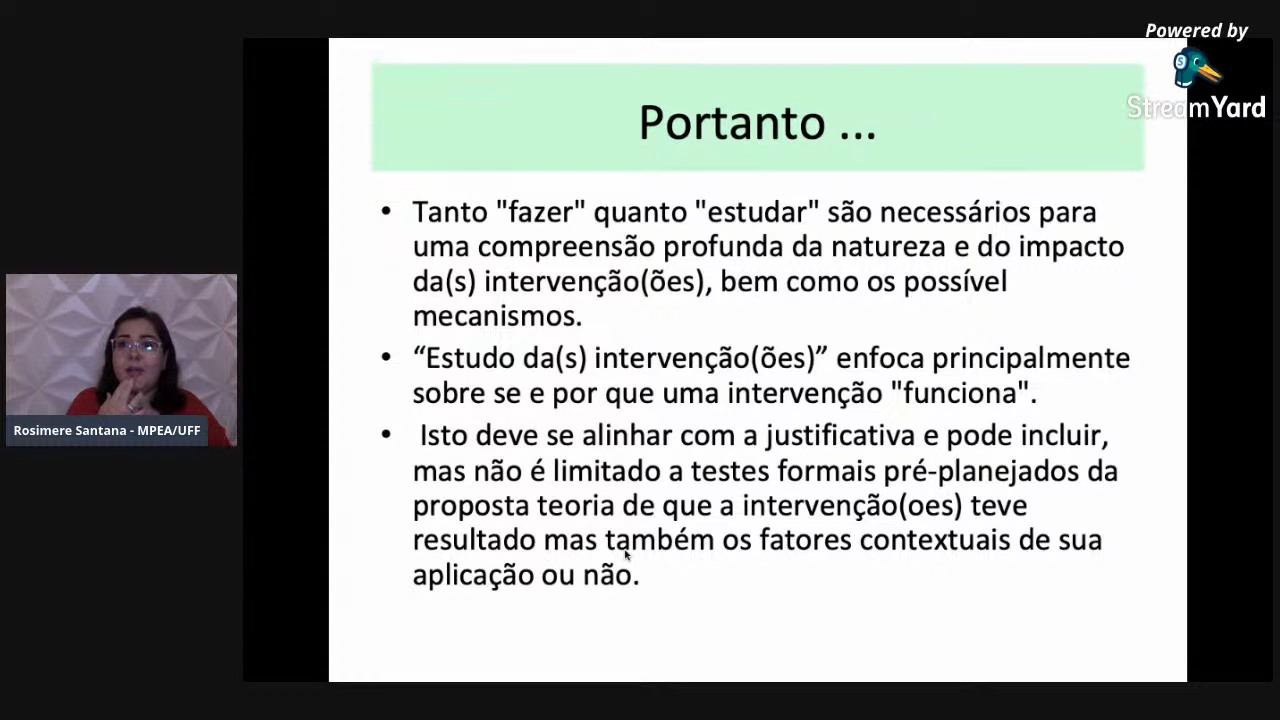 Powered by
StreamYard
Portanto ...
• Tanto "fazer" quanto "estudar" são necessários para
uma compreensão profunda da natureza e do impacto
da(s) intervenção(ões), bem como os possível
mecanismos.
• “Estudo da(s) intervenção(ões)” enfoca principalmente
sobre se e por que uma intervenção "funciona".
• Isto deve se alinhar com a justificativa e pode incluir,
mas não é limitado a testes formais pré-planejados da
proposta teoria de que a intervenção(oes) teve
resultado mas também os fatores contextuais de sua
aplicação ou não.
Rosimere Santana - MPEA/UFF